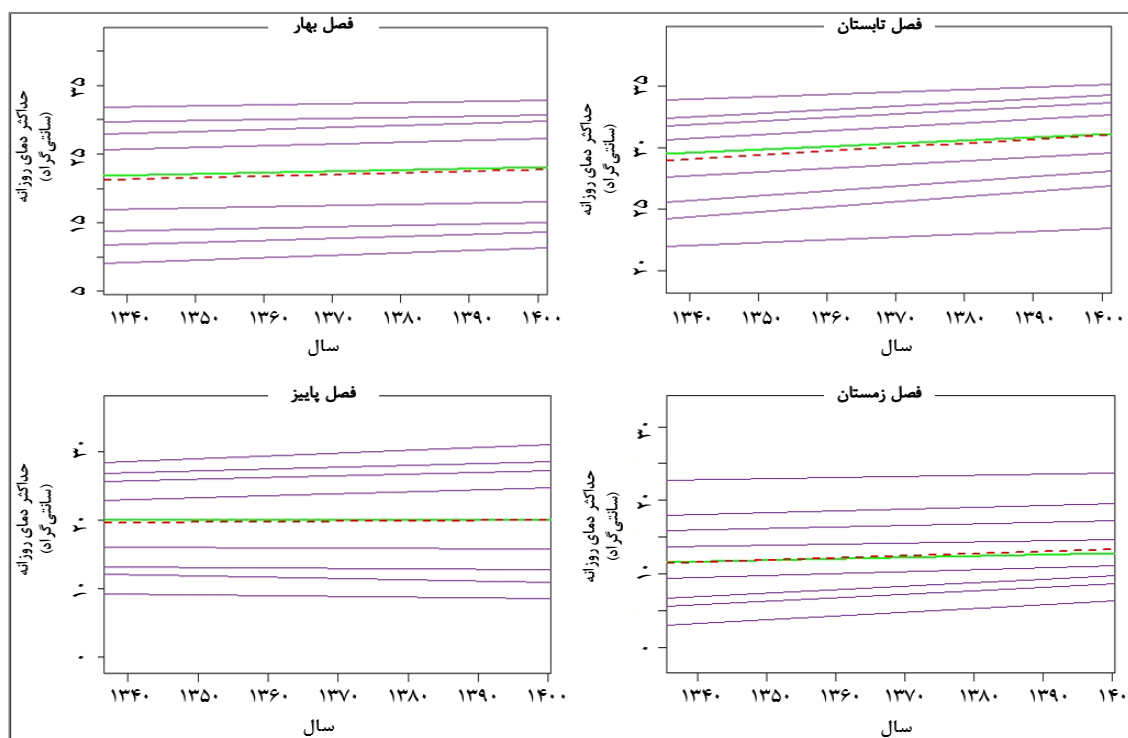 فصل بهار
حداکثر دمای روزانه
(سانتی‌گراد)
۳۵
۲۵
۱۵
۵
۱۳۴۰ ۱۳۵۰ ۱۳۶۰ ۱۳۷۰ ۱۳۸۰ ۱۳۹۰ ۱۴۰۰
سال
فصل تابستان
حداکثر دمای روزانه
(سانتی‌گراد)
۳۵
۳۰
۲۵
۲۰
۱۳۴۰ ۱۳۵۰ ۱۳۶۰ ۱۳۷۰ ۱۳۸۰ ۱۳۹۰ ۱۴۰۰
سال
فصل پاییز
حداکثر دمای روزانه
(سانتی‌گراد)
۳۰
۲۰
۱۰
۰
۱۳۴۰ ۱۳۵۰ ۱۳۶۰ ۱۳۷۰ ۱۳۸۰ ۱۳۹۰ ۱۴۰۰
سال
فصل زمستان
حداکثر دمای روزانه
(سانتی‌گراد)
۳۰
۲۰
۱۰
۰
۱۳۴۰ ۱۳۵۰ ۱۳۶۰ ۱۳۷۰ ۱۳۸۰ ۱۳۹۰ ۱۴۰
سال